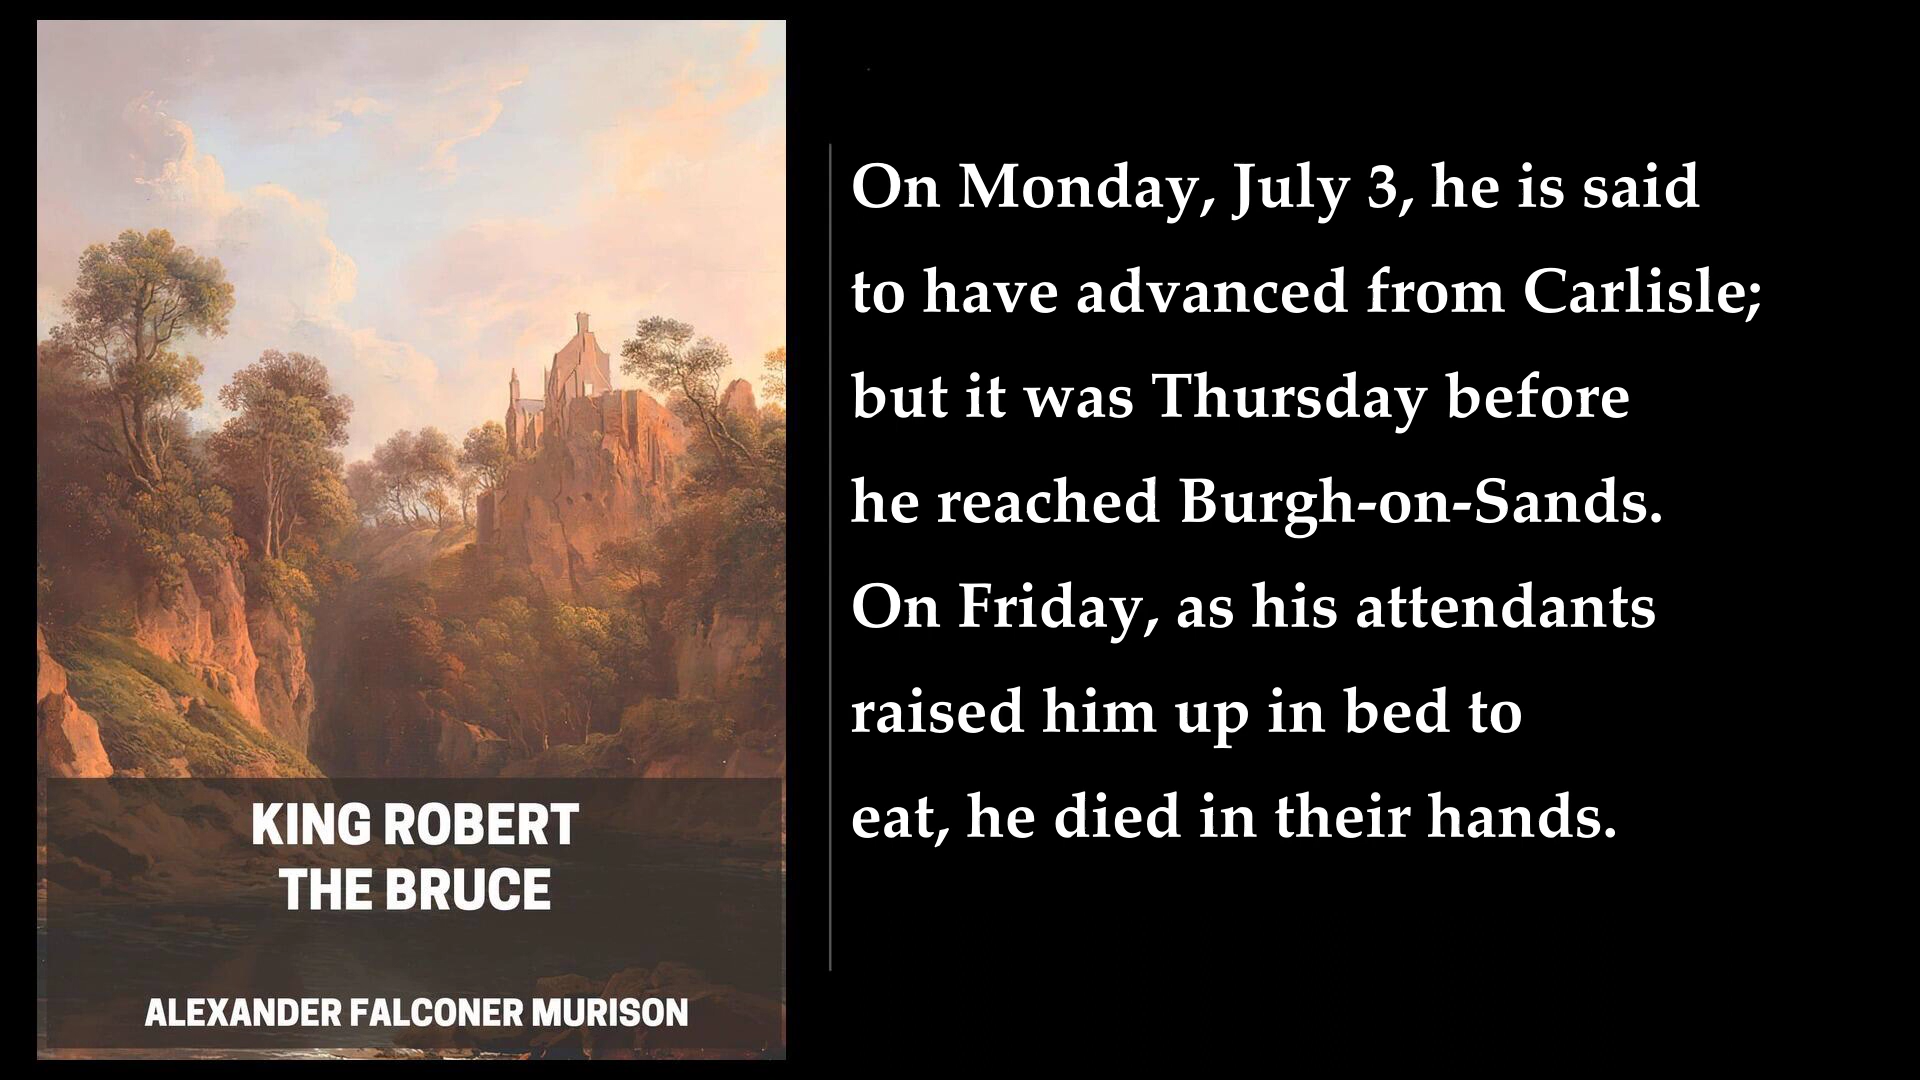 KING ROBERT
THE BRUCE
ALEXANDER FALCONER MURISON
On Monday, July 3, he is said
to have advanced from Carlisle;
but it was Thursday before
he reached Burgh-on-Sands.
On Friday, as his attendants
raised him up in bed to
eat, he died in their hands.